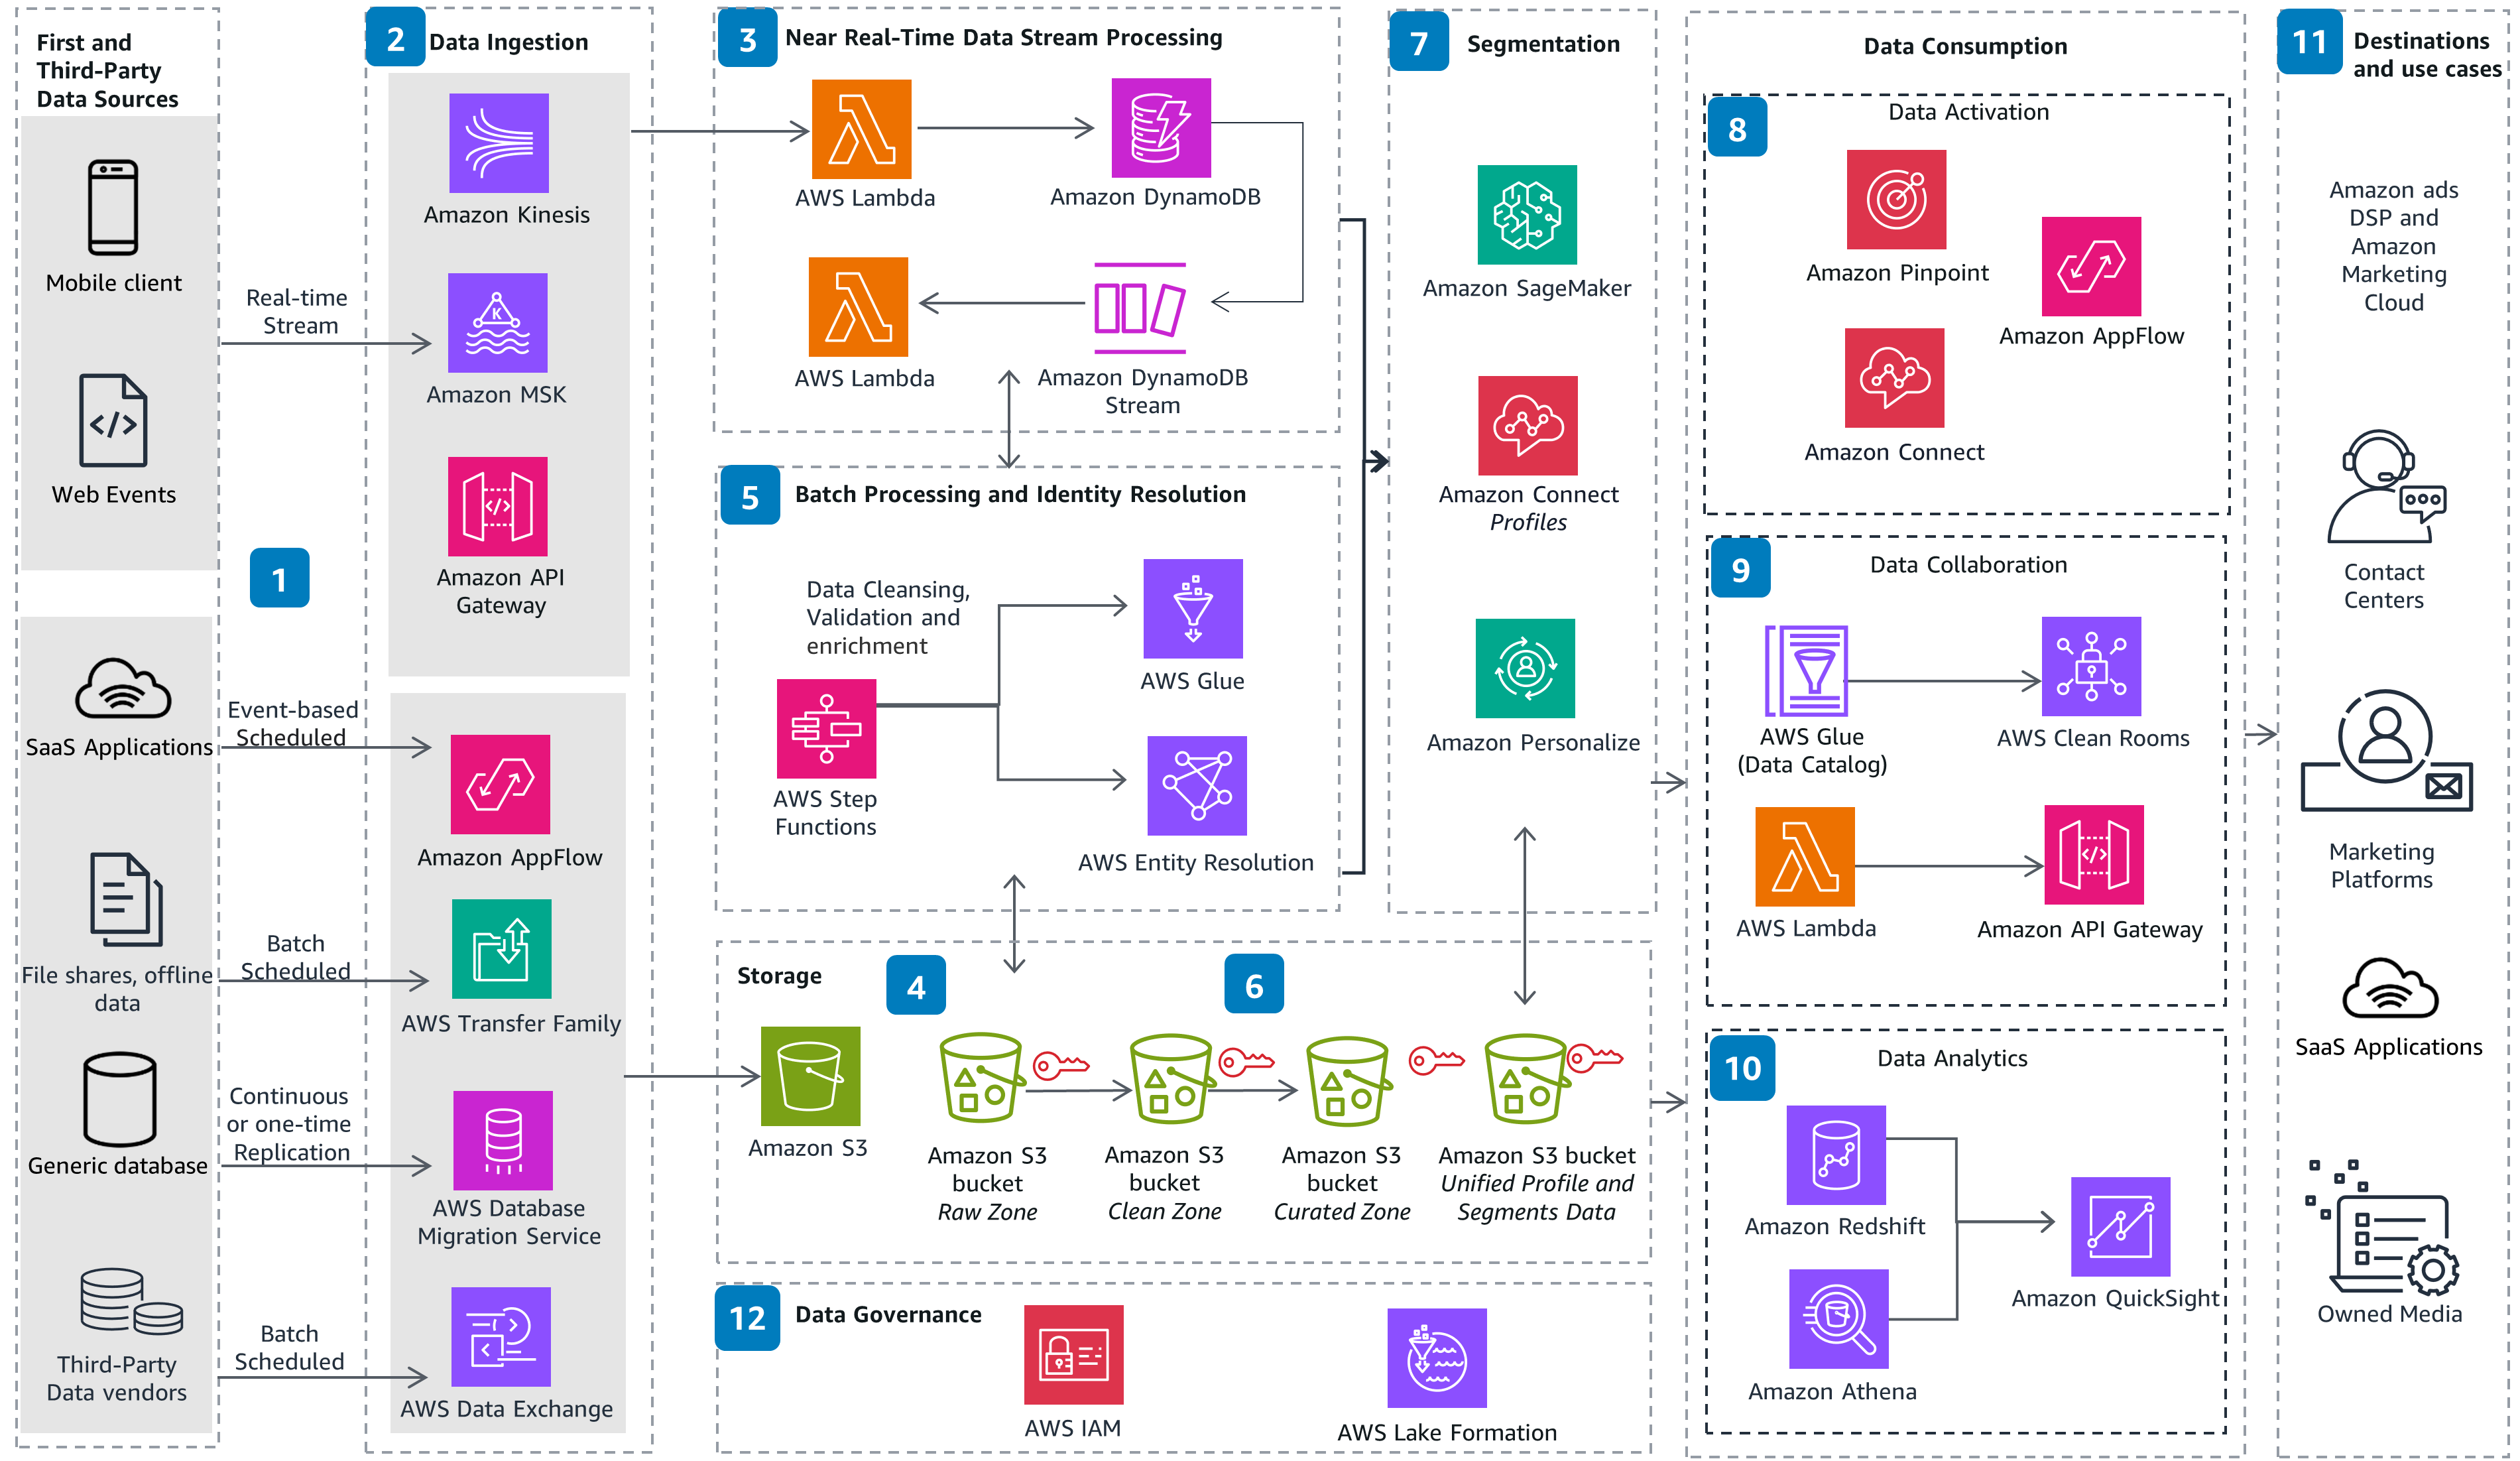 First and
Third-Party
Data Sources
Mobile client
Web Events
SaaS Applications
File shares, offline
data
Generic database
Third-Party
Data vendors
1
Real-time
Stream
Event-based
Scheduled
Batch
Scheduled
Continuous
or one-time
Replication
Batch
Scheduled
2
Data Ingestion
Amazon Kinesis
K
Amazon MSK
Amazon API
Gateway
Amazon AppFlow
AWS Transfer Family
AWS Database
Migration Service
AWS Data Exchange
3
Near Real-Time Data Stream Processing
AWS Lambda
Amazon DynamoDB
AWS Lambda
Amazon DynamoDB
Stream
5
Batch Processing and Identity Resolution
Data Cleansing,
Validation and
enrichment
AWS Glue
AWS Step
Functions
AWS Entity Resolution
Storage
4
6
Amazon S3
Amazon S3
bucket
Raw Zone
Amazon S3
bucket
Clean Zone
Amazon S3
bucket
Curated Zone
Amazon S3 bucket
Unified Profile and
Segments Data
12
Data Governance
AWS IAM
AWS Lake Formation
7
Segmentation
Amazon SageMaker
Amazon Connect
Profiles
Amazon Personalize
Data Consumption
8
Data Activation
Amazon Pinpoint
Amazon AppFlow
Amazon Connect
9
Data Collaboration
AWS Glue
(Data Catalog)
AWS Clean Rooms
AWS Lambda
Amazon API Gateway
10
Data Analytics
Amazon Redshift
Amazon QuickSight
Amazon Athena
11
Destinations
and use cases
Amazon ads
DSP and
Amazon
Marketing
Cloud
Contact
Centers
Marketing
Platforms
SaaS Applications
Owned Media